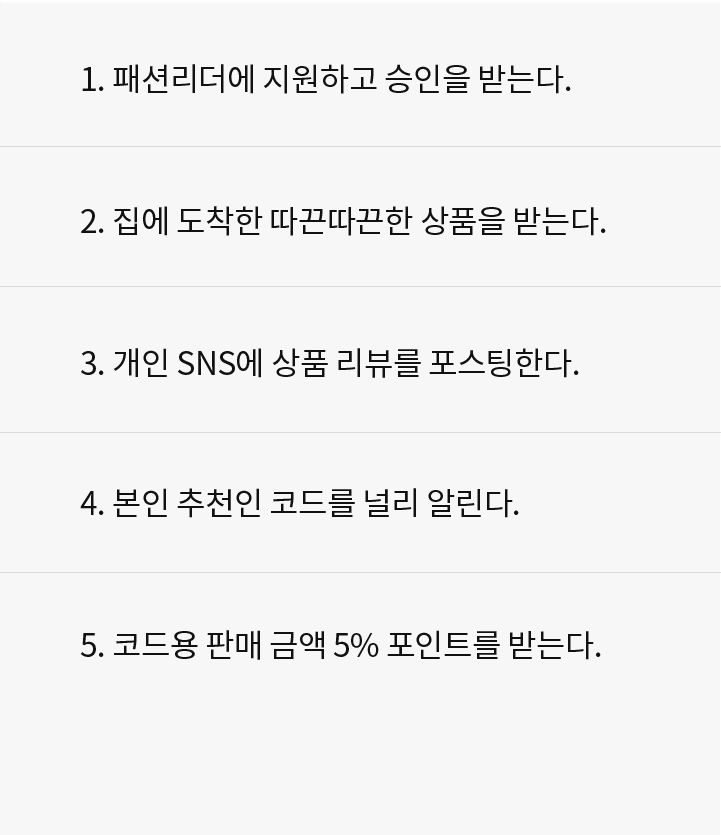 1. 패션리더에 지원하고 승인을 받는다.
2. 집에 도착한 따끈따끈한 상품을 받는다.
3. 개인 SNS에 상품 리뷰를 포스팅한다.
4. 본인 추천인 코드를 널리 알린다.
5. 코드용 판매 금액 5% 포인트를 받는다.